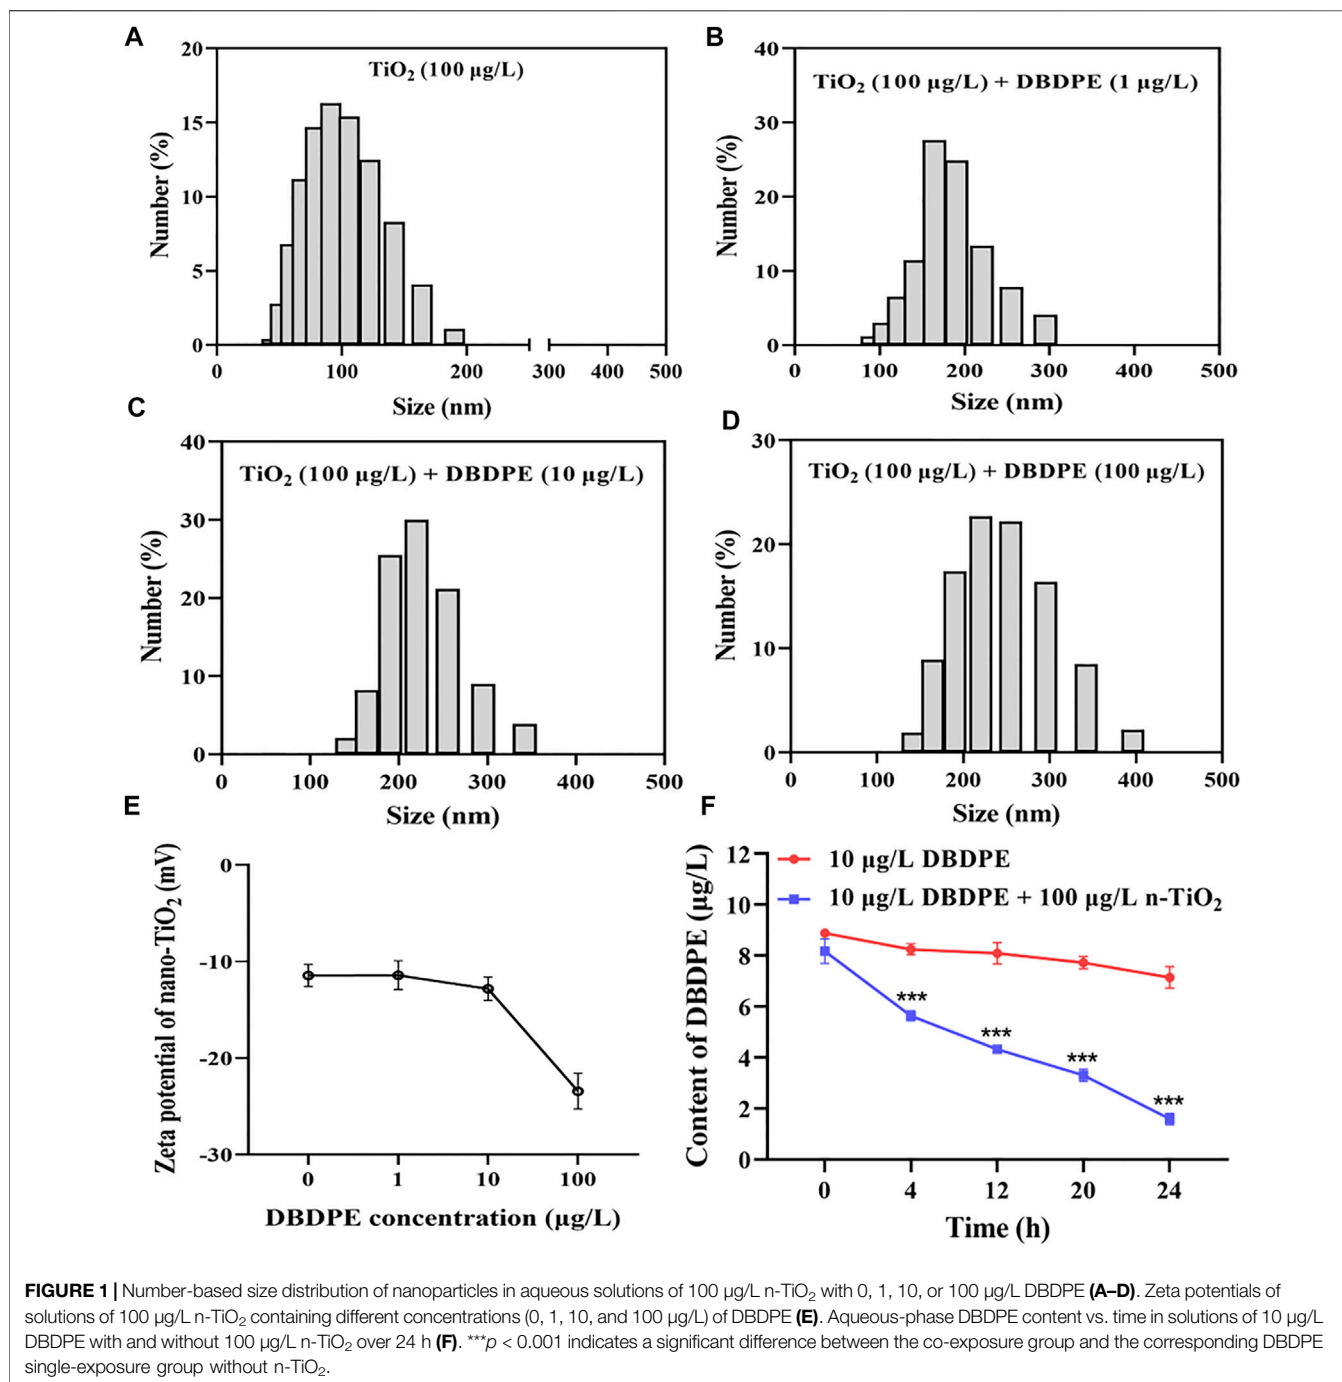 A
TiO2 (100 µg/L)
Number (%)
20
15
10
5
0
0 100 200 300 400 500
Size (nm)
B
TiO2 (100 µg/L) + DBDPE (1 µg/L)
Number (%)
40
30
20
10
0
0 100 200 300 400 500
Size (nm)
C
TiO2 (100 µg/L) + DBDPE (10 µg/L)
Number (%)
40
30
20
10
0
0 100 200 300 400 500
Size (nm)
D
TiO2 (100 µg/L) + DBDPE (100 µg/L)
Number (%)
30
20
10
0
0 100 200 300 400 500
Size (nm)
E
Zeta potential of nano-TiO2 (mV)
0
-10
-20
-30
0 1 10 100
DBDPE concentration (µg/L)
F
10 µg/L DBDPE
10 µg/L DBDPE + 100 µg/L n-TiO2
Content of DBDPE (µg/L)
12
10
8
6
4
2
0
***
***
***
***
0 4 12 20 24
Time (h)
FIGURE 1 | Number-based size distribution of nanoparticles in aqueous solutions of 100 µg/L n-TiO2 with 0, 1, 10, or 100 µg/L DBDPE (A–D). Zeta potentials of
solutions of 100 µg/L n-TiO2 containing different concentrations (0, 1, 10, and 100 µg/L) of DBDPE (E). Aqueous-phase DBDPE content vs. time in solutions of 10 µg/L
DBDPE with and without 100 µg/L n-TiO2 over 24 h (F). ***p < 0.001 indicates a significant difference between the co-exposure group and the corresponding DBDPE
single-exposure group without n-TiO2.